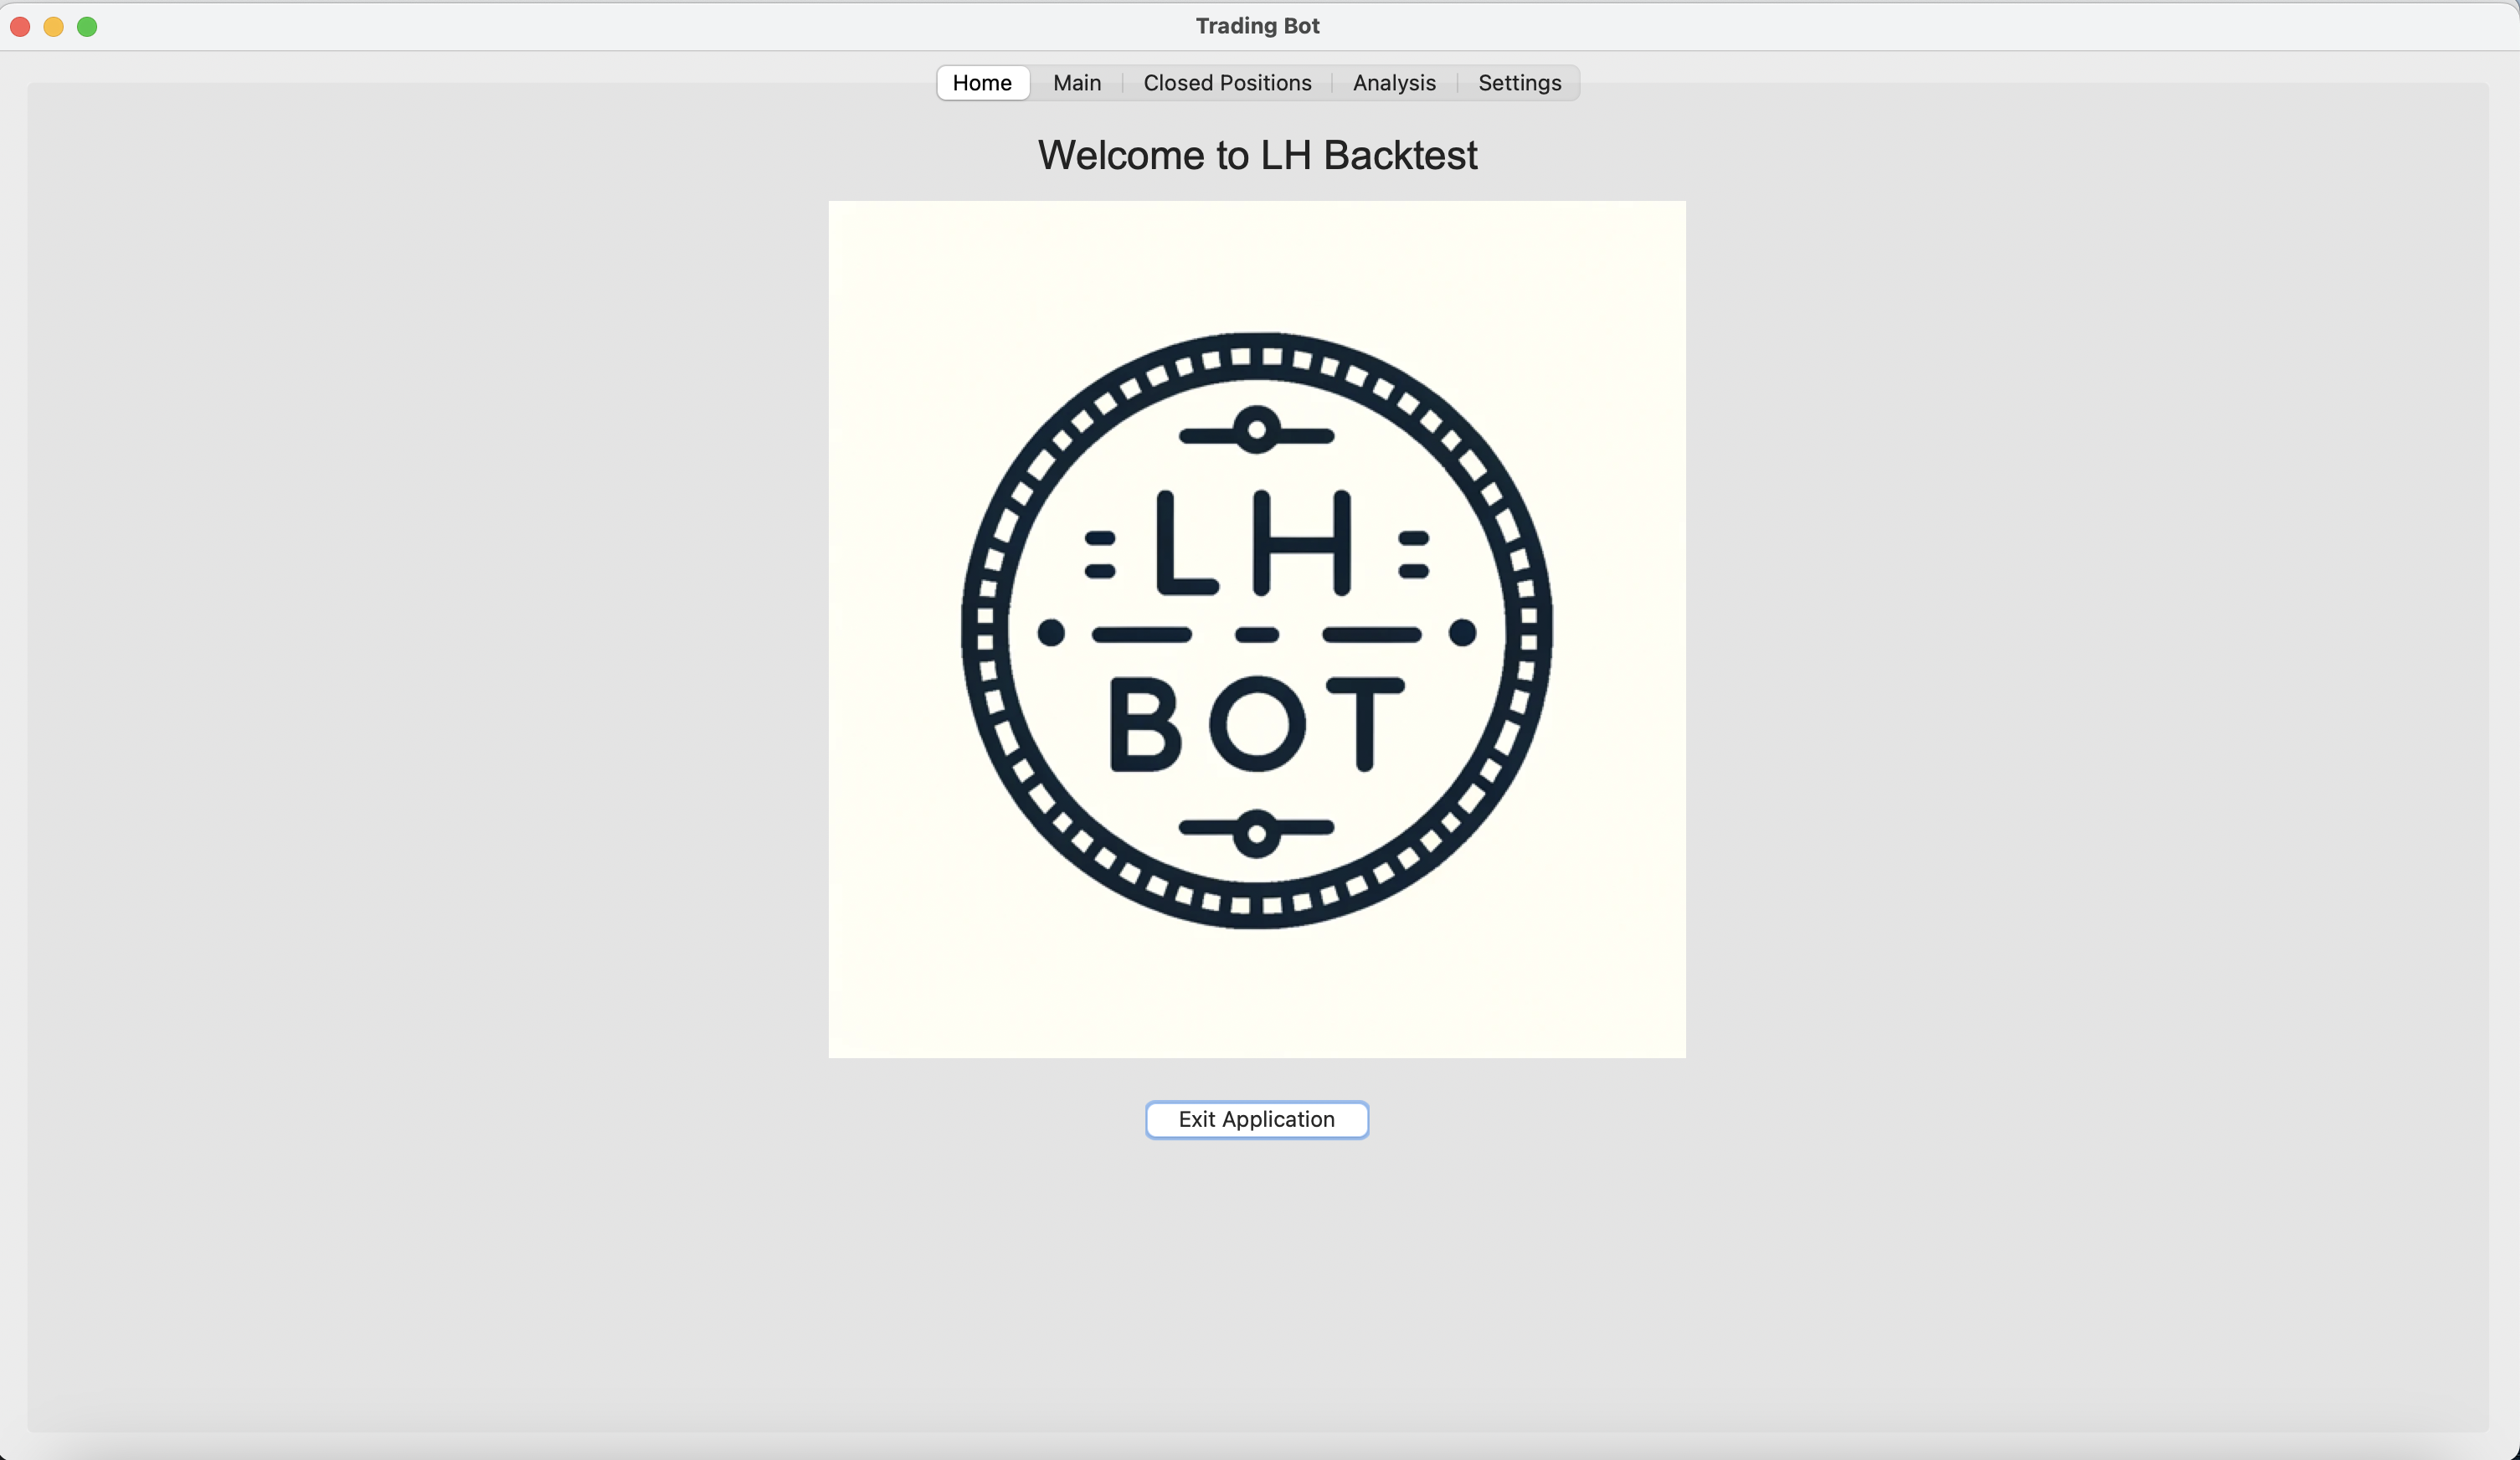 Trading Bot
Home Main Closed Positions Analysis Settings
Welcome to LH Backtest
LH
BOT
Exit Application